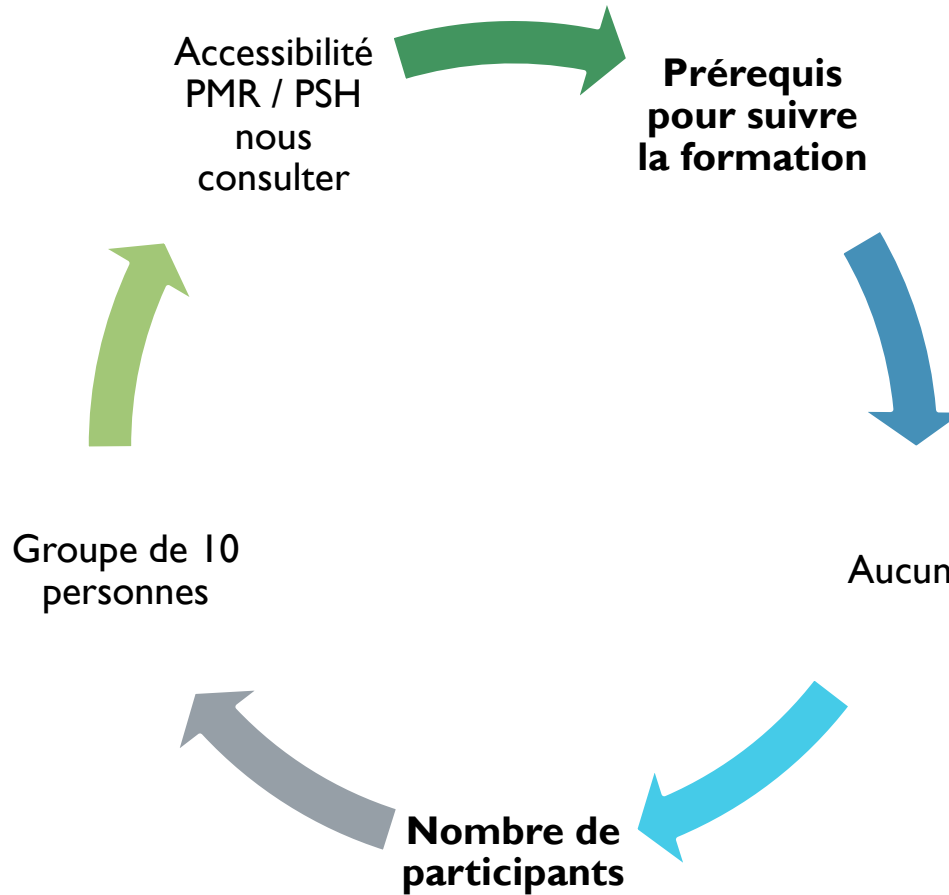 Accessibilité
PMR / PSH
nous
consulter
Prérequis
pour suivre
la formation
Aucun
Nombre de
participants
Groupe de 10
personnes